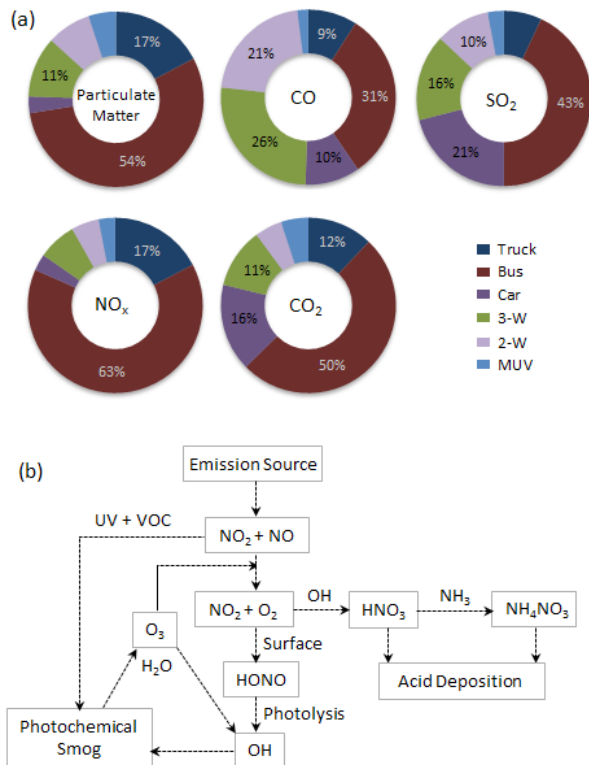 (a)
17%
11%
54%
Particulate
Matter
9%
21%
31%
26%
10%
CO
10%
16%
43%
21%
SO₂
17%
63%
NOₓ
12%
11%
16%
50%
CO₂
Truck
Bus
Car
3-W
2-W
MUV
(b)
Emission Source
UV + VOC
NO₂ + NO
OH
NH₃
NO₂ + O₂
HNO₃
NH₄NO₃
O₃
Surface
H₂O
HONO
Acid Deposition
Photolysis
Photochemical
Smog
OH